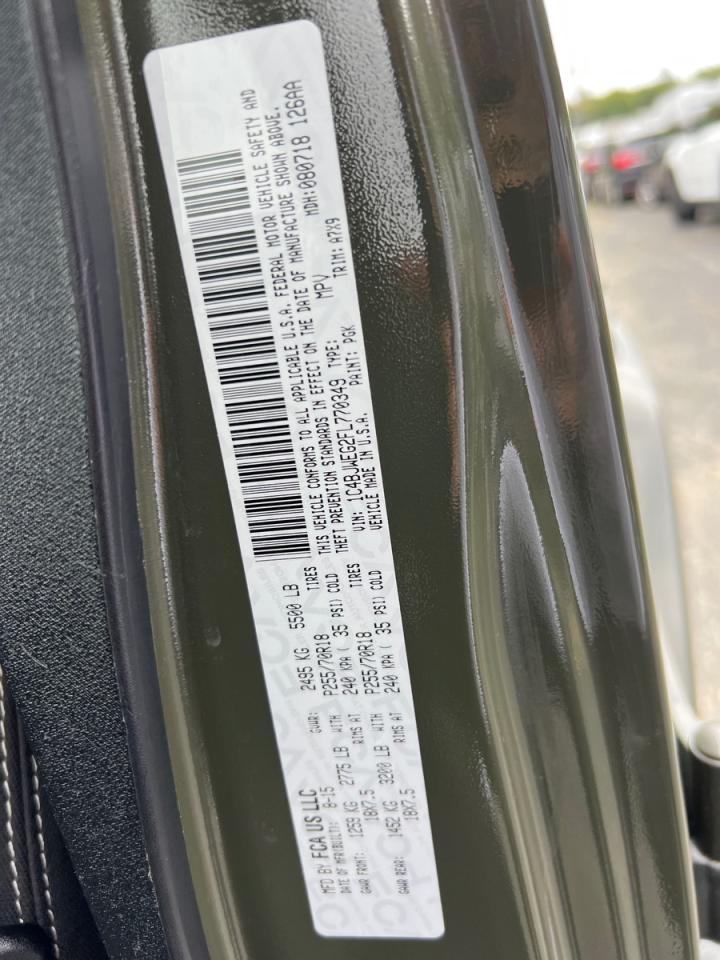 MFD BY FCA US LLC
DATE OF MFR(BUILT): 8-15 GVWR: 2495 KG 5500 LB
GAWR FRONT: 1259 KG 2775 LB WITH P255/70R18 TIRES
18X7.5 RIMS AT 240 KPA ( 35 PSI) COLD
GAWR REAR: 1452 KG 3200 LB WITH P255/70R18 TIRES
18X7.5 RIMS AT 240 KPA ( 35 PSI) COLD
THIS VEHICLE CONFORMS TO ALL APPLICABLE U.S.A. FEDERAL MOTOR VEHICLE SAFETY AND
THEFT PREVENTION STANDARDS IN EFFECT ON THE DATE OF MANUFACTURE SHOWN ABOVE.
VIN: 1C4BJWEG2FL770349 TYPE: MPV MDH:080718 126AA
VEHICLE MADE IN U.S.A. PAINT: PGK TRIM: A7X9